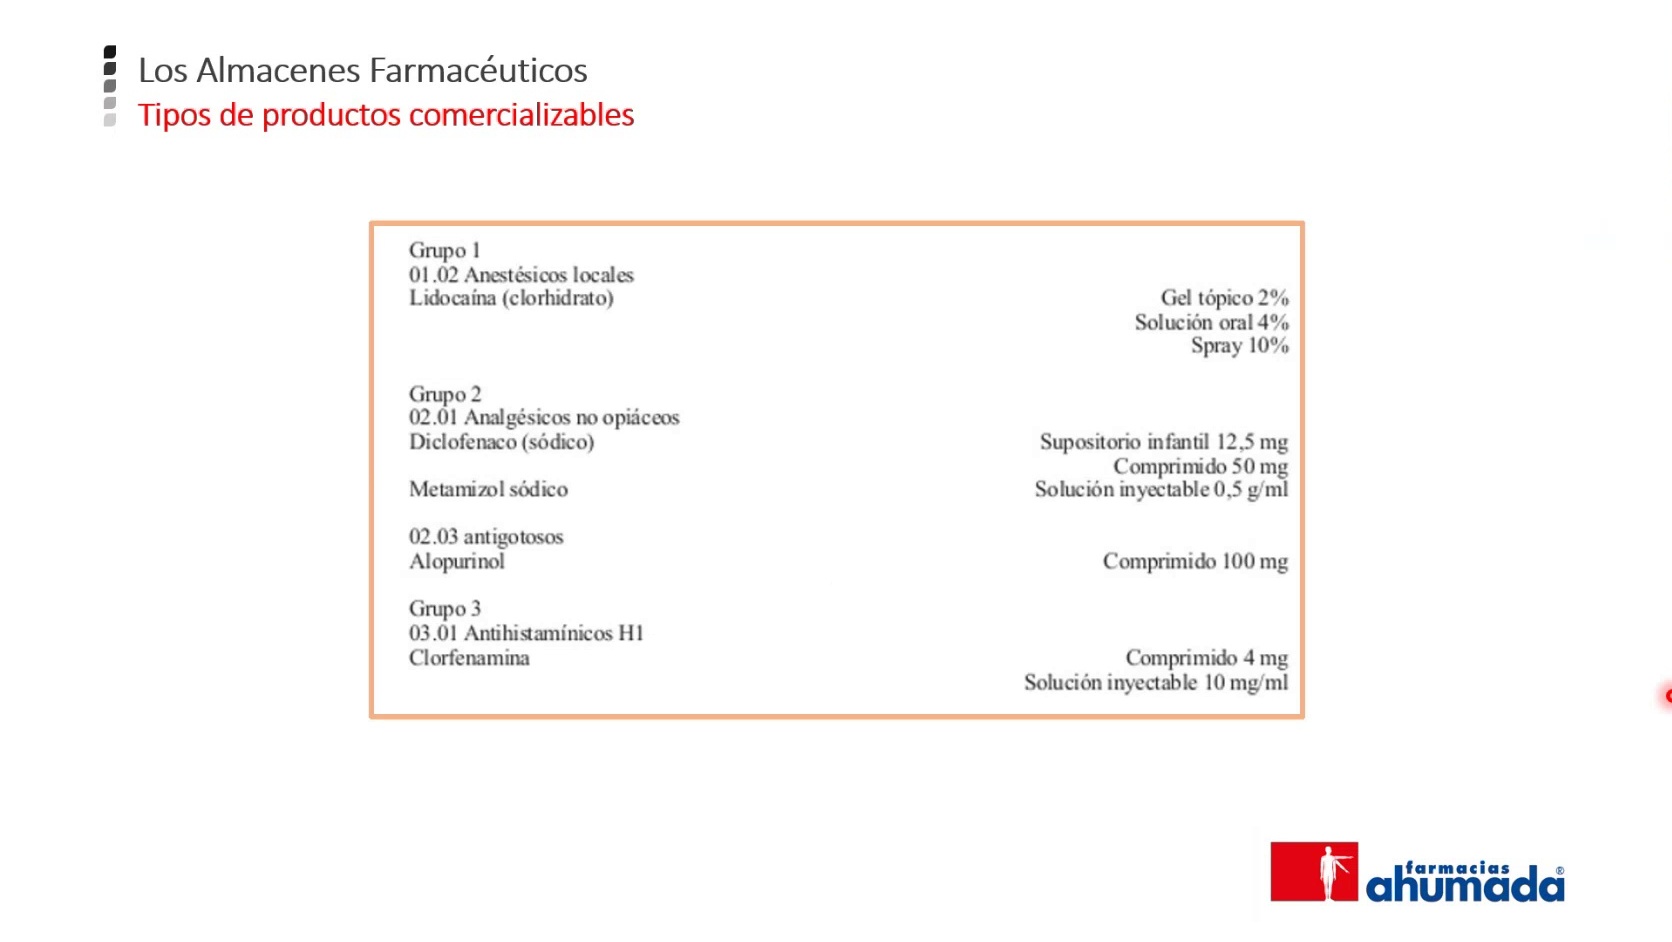 Los Almacenes Farmacéuticos
Tipos de productos comercializables
Grupo 1
01.02 Anestésicos locales
Lidocaína (clorhidrato) Gel tópico 2%
Solución oral 4%
Spray 10%
Grupo 2
02.01 Analgésicos no opiáceos
Diclofenaco (sódico) Supositorio infantil 12,5 mg
Comprimido 50 mg
Metamizol sódico Solución inyectable 0,5 g/ml
02.03 antigotosos
Alopurinol Comprimido 100 mg
Grupo 3
03.01 Antihistamínicos H1
Clorfenamina Comprimido 4 mg
Solución inyectable 10 mg/ml
farmacias
ahumada®